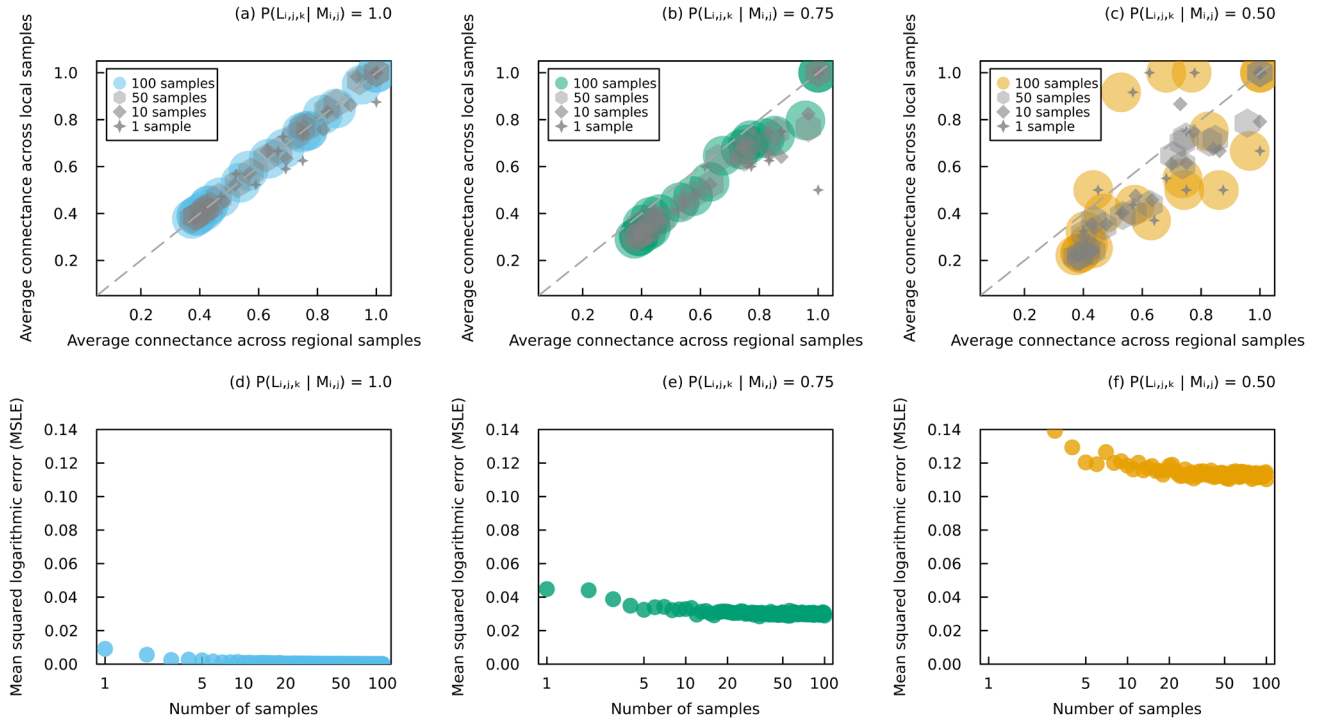 (a) P(Lᵢ,ⱼ,ₖ| Mᵢ,ⱼ) = 1.0
(b) P(Lᵢ,ⱼ,ₖ | Mᵢ,ⱼ) = 0.75
(c) P(Lᵢ,ⱼ,ₖ | Mᵢ,ⱼ) = 0.50
Average connectance across local samples
1.0
0.8
0.6
0.4
0.2
100 samples
50 samples
10 samples
1 sample
0.2 0.4 0.6 0.8 1.0
Average connectance across regional samples
Average connectance across local samples
1.0
0.8
0.6
0.4
0.2
100 samples
50 samples
10 samples
1 sample
0.2 0.4 0.6 0.8 1.0
Average connectance across regional samples
Average connectance across local samples
1.0
0.8
0.6
0.4
0.2
100 samples
50 samples
10 samples
1 sample
0.2 0.4 0.6 0.8 1.0
Average connectance across regional samples
(d) P(Lᵢ,ⱼ,ₖ | Mᵢ,ⱼ) = 1.0
(e) P(Lᵢ,ⱼ,ₖ | Mᵢ,ⱼ) = 0.75
(f) P(Lᵢ,ⱼ,ₖ | Mᵢ,ⱼ) = 0.50
Mean squared logarithmic error (MSLE)
0.14
0.12
0.10
0.08
0.06
0.04
0.02
0.00
1 5 10 20 50 100
Number of samples
Mean squared logarithmic error (MSLE)
0.14
0.12
0.10
0.08
0.06
0.04
0.02
0.00
1 5 10 20 50 100
Number of samples
Mean squared logarithmic error (MSLE)
0.14
0.12
0.10
0.08
0.06
0.04
0.02
0.00
1 5 10 20 50 100
Number of samples